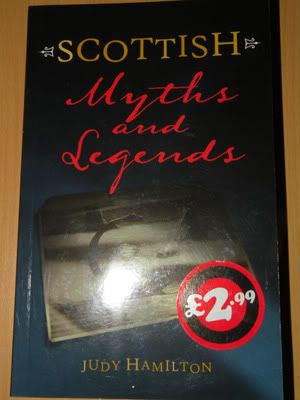 SCOTTISH
Myths
and
Legends
£2.99
JUDY HAMILTON